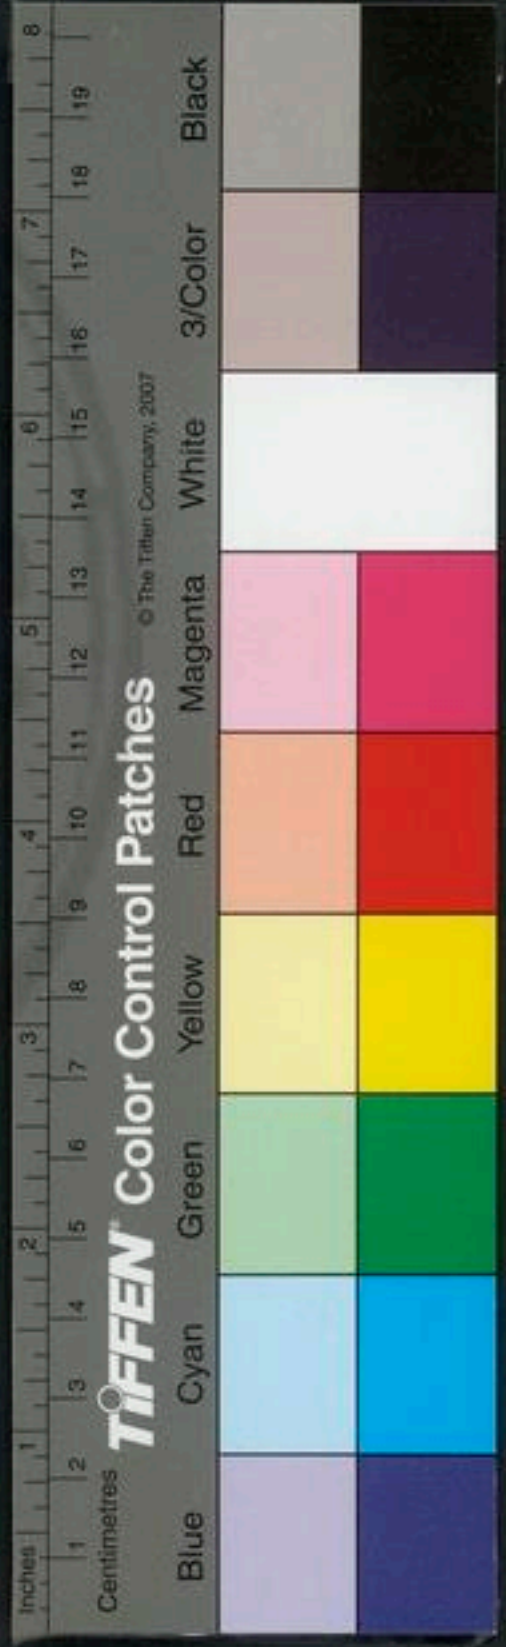 Inches 1 2 3 4 5 6 7 8
Centimetres 1 2 3 4 5 6 7 8 9 10 11 12 13 14 15 16 17 18 19
TIFFEN® Color Control Patches © The Tiffen Company, 2007
Blue Cyan Green Yellow Red Magenta White 3/Color Black